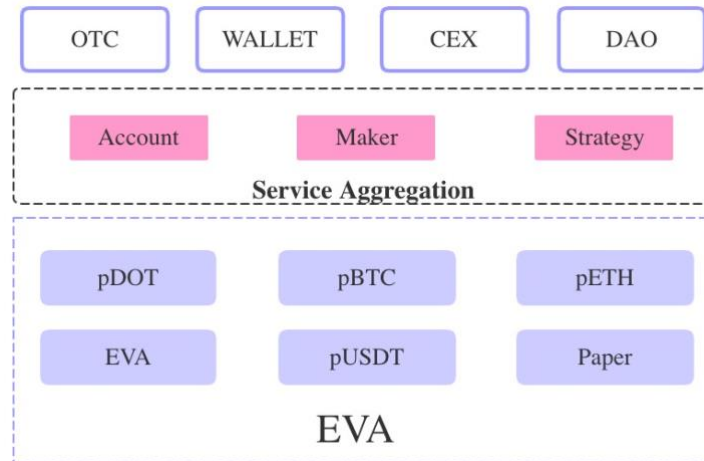 OTC WALLET CEX DAO
Account Maker Strategy
Service Aggregation
pDOT pBTC pETH
EVA pUSDT Paper
EVA